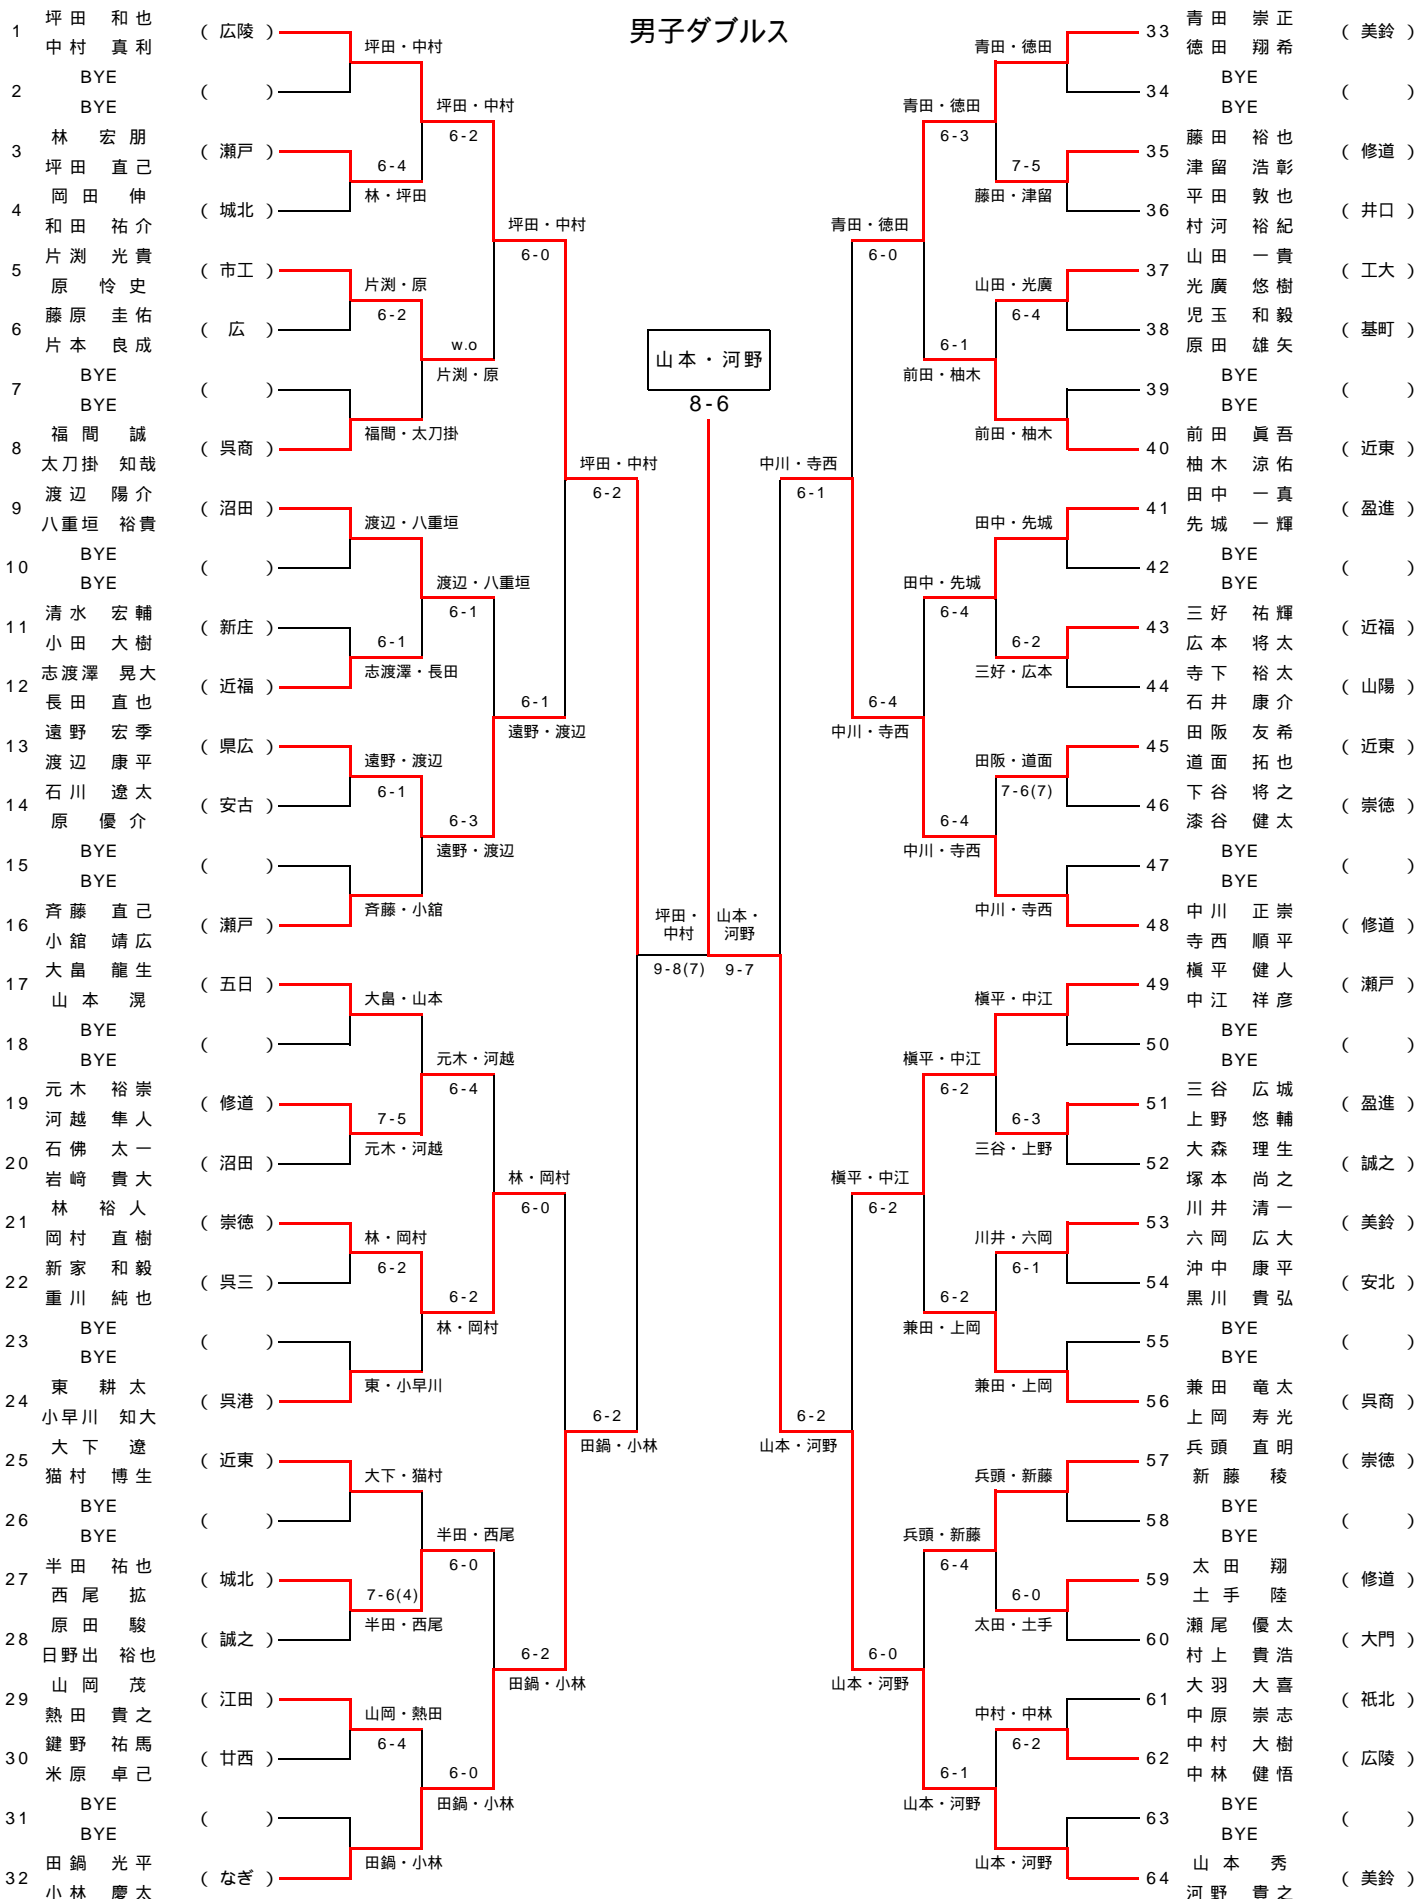 男子ダブルス
1 坪田 和也 (広陵)
中村 真利
2 BYE ( )
BYE
3 林 宏朋 (瀬戸)
坪田 直己
4 岡田 伸 (城北)
和田 祐介
5 片渕 光貴 (市工)
原 怜史
6 藤原 圭佑 (広)
片本 良成
7 BYE ( )
BYE
8 福間 誠 (呉商)
太刀掛 知哉
9 渡辺 陽介 (沼田)
八重垣 裕貴
10 BYE ( )
BYE
11 清水 宏輔 (新庄)
小田 大樹
12 志渡澤 晃大 (近福)
長田 直也
13 遠野 宏季 (県広)
渡辺 康平
14 石川 遼太 (安古)
原 優介
15 BYE ( )
BYE
16 斉藤 直己 (瀬戸)
小舘 靖広
17 大畠 龍生 (五日)
山本 滉
18 BYE ( )
BYE
19 元木 裕崇 (修道)
河越 隼人
20 石佛 太一 (沼田)
岩﨑 貴大
21 林 裕人 (崇徳)
岡村 直樹
22 新家 和毅 (呉三)
重川 純也
23 BYE ( )
BYE
24 東 耕太 (呉港)
小早川 知大
25 大下 遼 (近東)
猫村 博生
26 BYE ( )
BYE
27 半田 祐也 (城北)
西尾 拡
28 原田 駿 (誠之)
日野出 裕也
29 山岡 茂 (江田)
熱田 貴之
30 鍵野 祐馬 (廿西)
米原 卓己
31 BYE ( )
BYE
32 田鍋 光平 (なぎ)
小林 慶太
坪田・中村
6-4
林・坪田
片渕・原
6-2
福間・太刀掛
渡辺・八重垣
6-1
志渡澤・長田
遠野・渡辺
6-1
斉藤・小舘
大畠・山本
7-5
元木・河越
林・岡村
6-2
東・小早川
大下・猫村
7-6(4)
半田・西尾
山岡・熱田
6-4
田鍋・小林
坪田・中村
6-2
w.o
片渕・原
渡辺・八重垣
6-1
6-3
遠野・渡辺
元木・河越
6-4
6-2
林・岡村
半田・西尾
6-0
6-0
田鍋・小林
坪田・中村
6-0
6-1
遠野・渡辺
林・岡村
6-0
6-2
田鍋・小林
坪田・中村
6-2
6-2
田鍋・小林
坪田・
中村
9-8(7)
山本・河野
8-6
山本・
河野
9-7
中川・寺西
6-1
6-2
山本・河野
青田・徳田
6-0
6-4
中川・寺西
槇平・中江
6-2
6-0
山本・河野
青田・徳田
6-3
6-1
前田・柚木
田中・先城
6-4
6-4
中川・寺西
槇平・中江
6-2
6-2
兼田・上岡
兵頭・新藤
6-4
6-1
山本・河野
青田・徳田
7-5
藤田・津留
山田・光廣
6-4
前田・柚木
田中・先城
6-2
三好・広本
田阪・道面
7-6(7)
中川・寺西
槇平・中江
6-3
三谷・上野
川井・六岡
6-1
兼田・上岡
兵頭・新藤
6-0
太田・土手
中村・中林
6-2
山本・河野
33 青田 崇正 (美鈴)
徳田 翔希
34 BYE ( )
BYE
35 藤田 裕也 (修道)
津留 浩彰
36 平田 敦也 (井口)
村河 裕紀
37 山田 一貴 (工大)
光廣 悠樹
38 児玉 和毅 (基町)
原田 雄矢
39 BYE ( )
BYE
40 前田 眞吾 (近東)
柚木 涼佑
41 田中 一真 (盈進)
先城 一輝
42 BYE ( )
BYE
43 三好 祐輝 (近福)
広本 将太
44 寺下 裕太 (山陽)
石井 康介
45 田阪 友希 (近東)
道面 拓也
46 下谷 将之 (崇徳)
漆谷 健太
47 BYE ( )
BYE
48 中川 正崇 (修道)
寺西 順平
49 槇平 健人 (瀬戸)
中江 祥彦
50 BYE ( )
BYE
51 三谷 広城 (盈進)
上野 悠輔
52 大森 理生 (誠之)
塚本 尚之
53 川井 清一 (美鈴)
六岡 広大
54 沖中 康平 (安北)
黒川 貴弘
55 BYE ( )
BYE
56 兼田 竜太 (呉商)
上岡 寿光
57 兵頭 直明 (崇徳)
新藤 稜
58 BYE ( )
BYE
59 太田 翔 (修道)
土手 陸
60 瀬尾 優太 (大門)
村上 貴浩
61 大羽 大喜 (祇北)
中原 崇志
62 中村 大樹 (広陵)
中林 健悟
63 BYE ( )
BYE
64 山本 秀 (美鈴)
河野 貴之